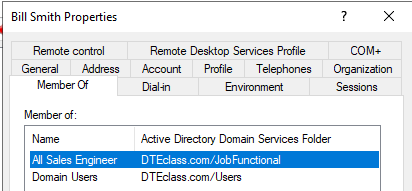 Bill Smith Properties
Remote control Remote Desktop Services Profile COM+
General Address Account Profile Telephones Organization
Member Of Dial-in Environment Sessions
Member of:
Name Active Directory Domain Services Folder
All Sales Engineer DTEclass.com/JobFunctional
Domain Users DTEclass.com/Users